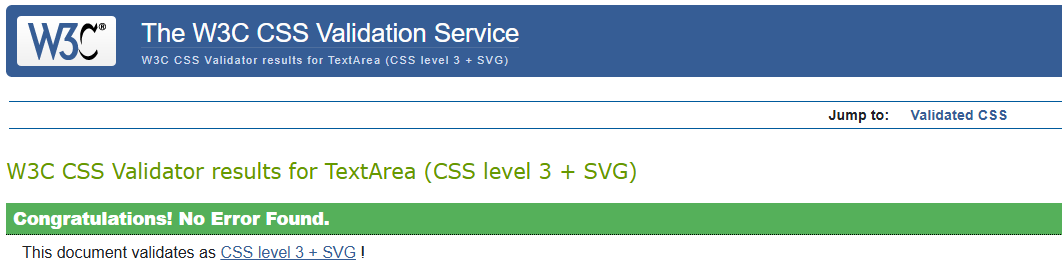 W3C®
The W3C CSS Validation Service
W3C CSS Validator results for TextArea (CSS level 3 + SVG)
Jump to: Validated CSS
W3C CSS Validator results for TextArea (CSS level 3 + SVG)
Congratulations! No Error Found.
This document validates as CSS level 3 + SVG !